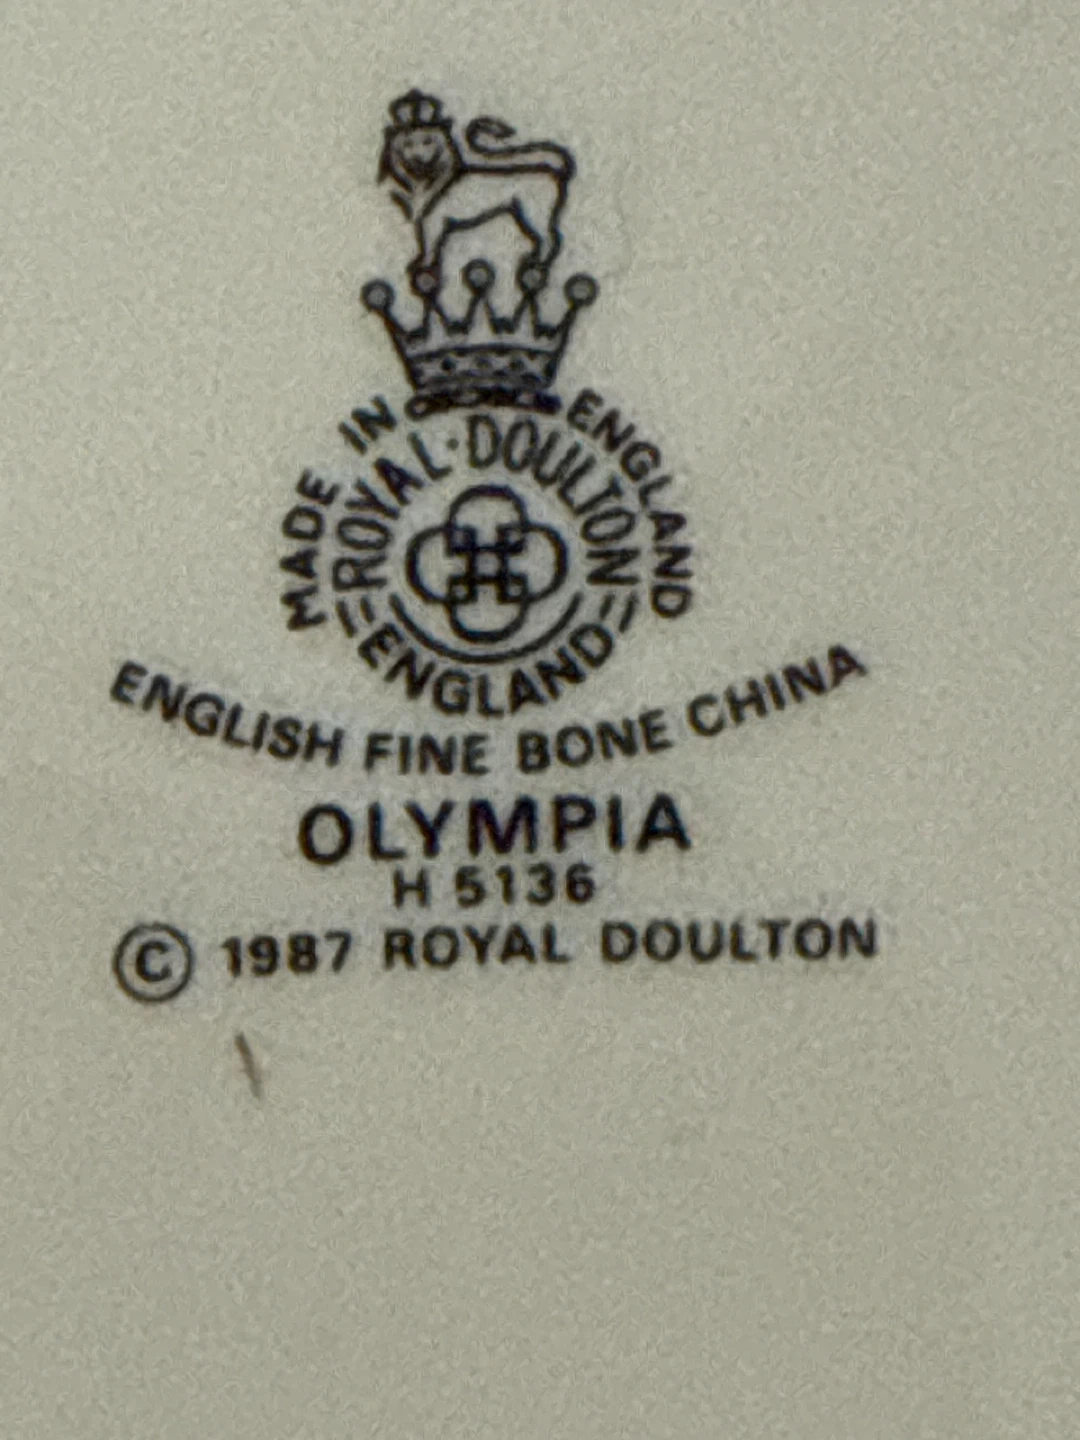 MADE IN ENGLAND
ROYAL·DOULTON
ENGLAND
ENGLISH FINE BONE CHINA
OLYMPIA
H 5136
© 1987 ROYAL DOULTON